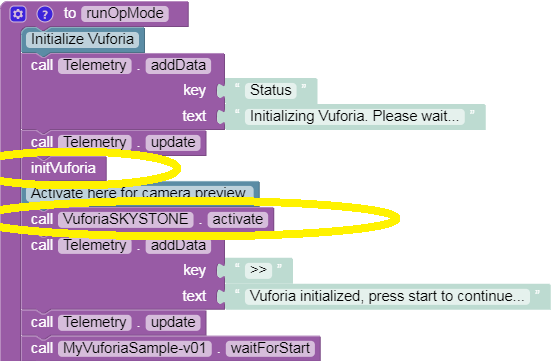 ? to runOpMode
Initialize Vuforia
call Telemetry . addData
key “ Status ”
text “ Initializing Vuforia. Please wait... ”
call Telemetry . update
initVuforia
Activate here for camera preview
call VuforiaSKYSTONE . activate
call Telemetry . addData
key “ >> ”
text “ Vuforia initialized, press start to continue... ”
call Telemetry . update
call MyVuforiaSample-v01 . waitForStart